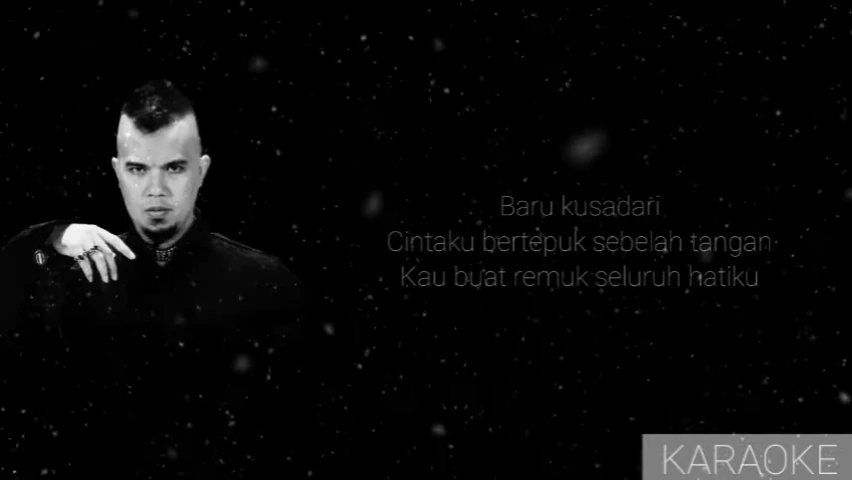 Baru kusadari
Cintaku bertepuk sebelah tangan
Kau buat remuk seluruh hatiku
KARAOKE